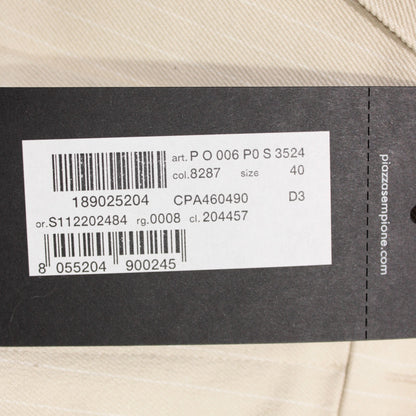 art. P O 006 P0 S 3524
col. 8287 size 40
189025204 CPA460490 D3
or. S112202484 rg. 0008 cl. 204457
8 055204 900245
piazzasempione.com